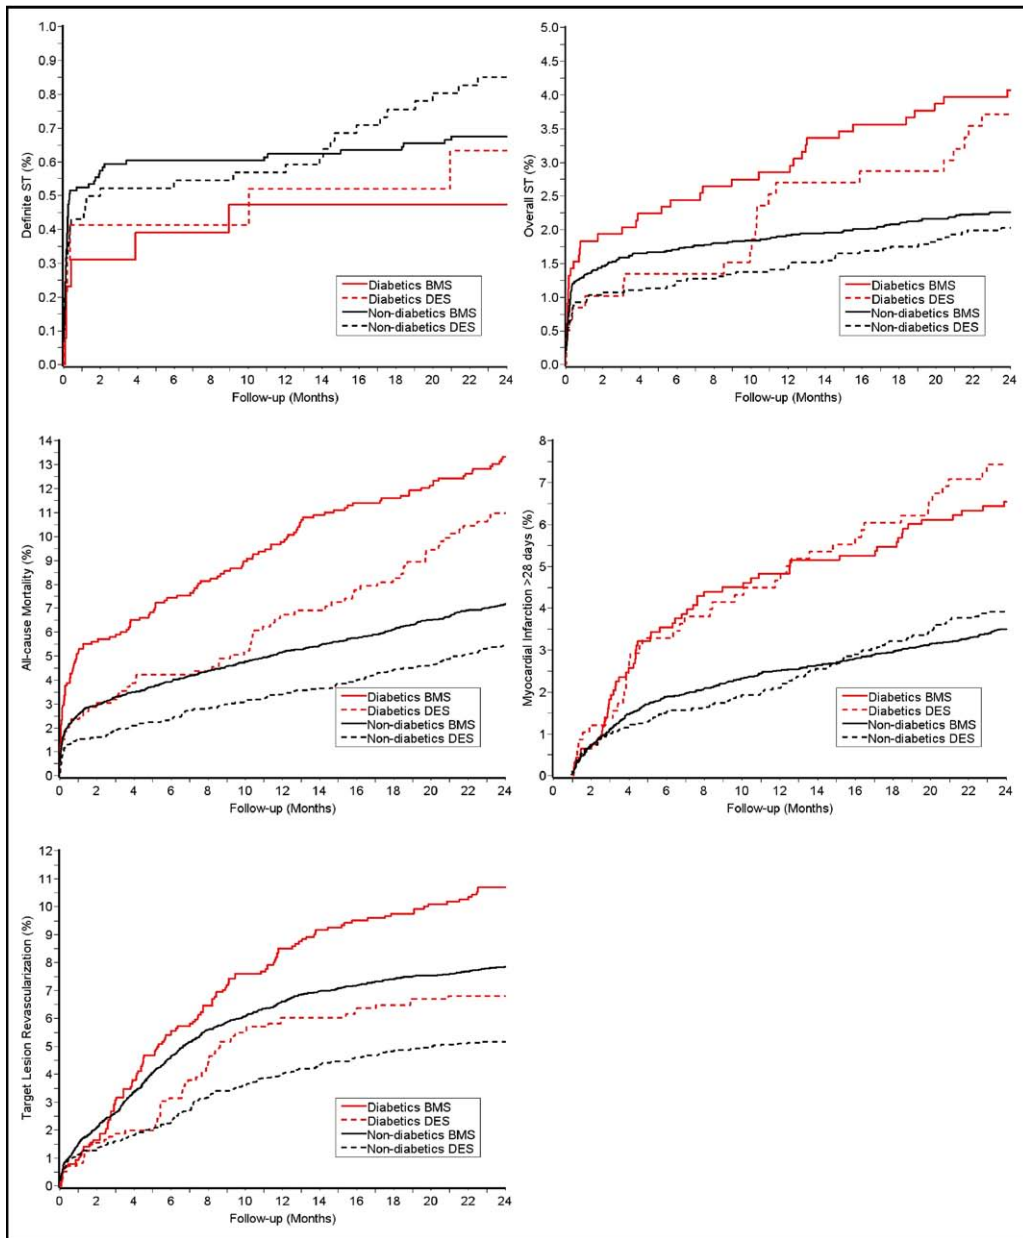 Definite ST (%)
1.0
0.9
0.8
0.7
0.6
0.5
0.4
0.3
0.2
0.1
0.0
Diabetics BMS
Diabetics DES
Non-diabetics BMS
Non-diabetics DES
0 2 4 6 8 10 12 14 16 18 20 22 24
Follow-up (Months)
Overall ST (%)
5.0
4.5
4.0
3.5
3.0
2.5
2.0
1.5
1.0
0.5
0.0
Diabetics BMS
Diabetics DES
Non-diabetics BMS
Non-diabetics DES
0 2 4 6 8 10 12 14 16 18 20 22 24
Follow-up (Months)
All-cause Mortality (%)
14
13
12
11
10
9
8
7
6
5
4
3
2
1
0
Diabetics BMS
Diabetics DES
Non-diabetics BMS
Non-diabetics DES
0 2 4 6 8 10 12 14 16 18 20 22 24
Follow-up (Months)
Myocardial Infarction >28 days (%)
8
7
6
5
4
3
2
1
0
Diabetics BMS
Diabetics DES
Non-diabetics BMS
Non-diabetics DES
0 2 4 6 8 10 12 14 16 18 20 22 24
Follow-up (Months)
Target Lesion Revascularization (%)
12
11
10
9
8
7
6
5
4
3
2
1
0
Diabetics BMS
Diabetics DES
Non-diabetics BMS
Non-diabetics DES
0 2 4 6 8 10 12 14 16 18 20 22 24
Follow-up (Months)